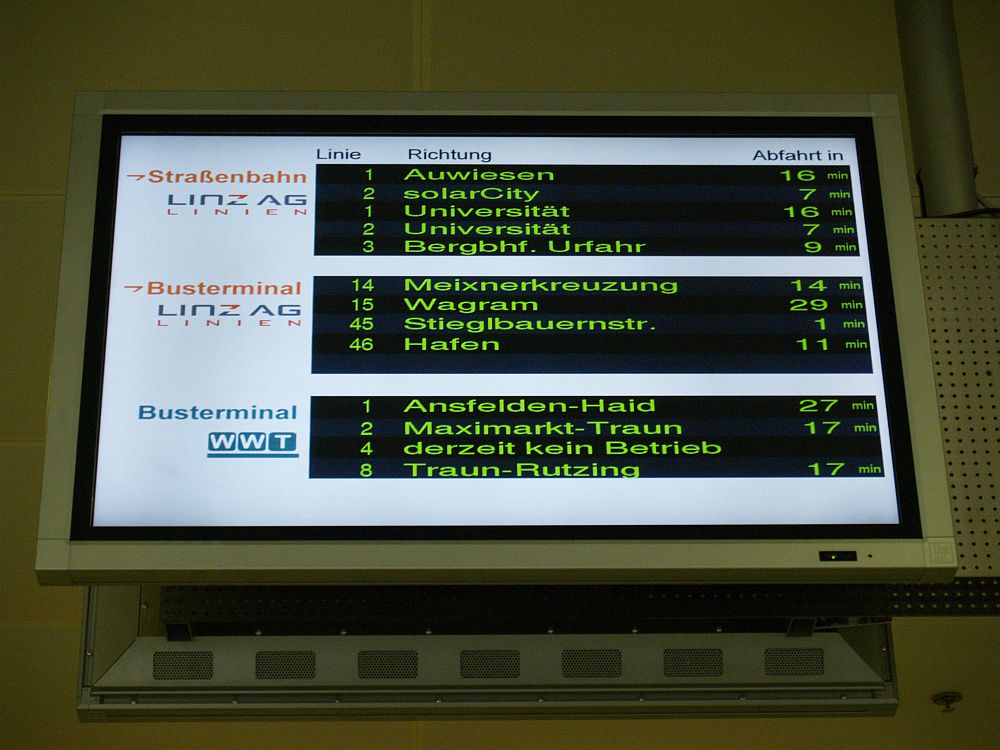 Linie Richtung Abfahrt in
→Straßenbahn
LINZ AG
LINIEN
1 Auwiesen 16 min
2 solarCity 7 min
1 Universität 16 min
2 Universität 7 min
3 Bergbhf. Urfahr 9 min
→Busterminal
LINZ AG
LINIEN
14 Meixnerkreuzung 14 min
15 Wagram 29 min
45 Stieglbauernstr. 1 min
46 Hafen 11 min
Busterminal
WWT
1 Ansfelden-Haid 27 min
2 Maximarkt-Traun 17 min
4 derzeit kein Betrieb
8 Traun-Rutzing 17 min